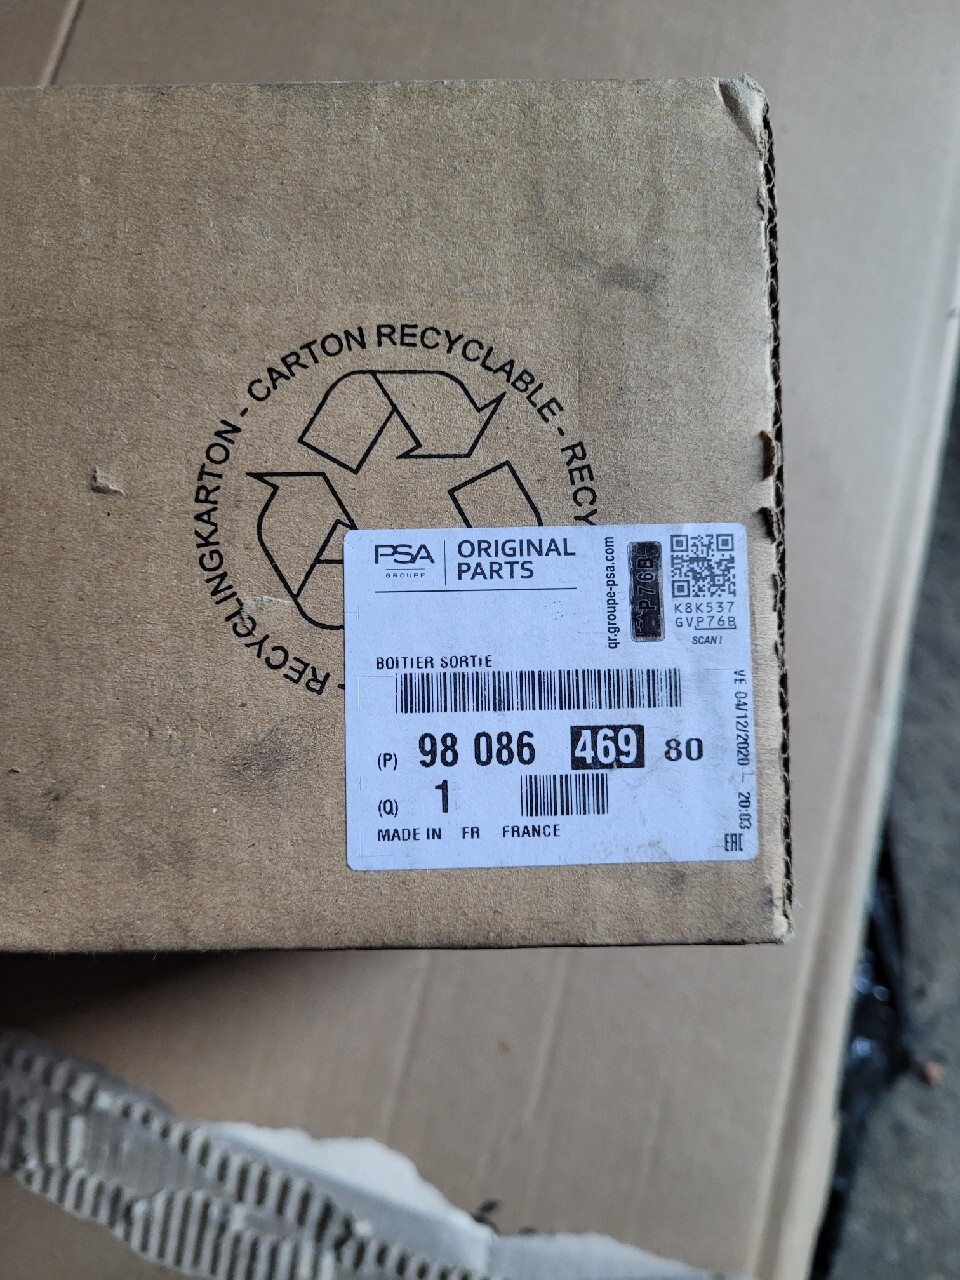 RECYCLINGKARTON - CARTON RECYCLABLE - RECY
- RE
PSA
GROUPE
ORIGINAL
PARTS
qr.groupe-psa.com
P76B
K8K537
GVP76B
SCAN!
BOITIER SORTIE
(P) 98 086 469 80
(Q) 1
MADE IN FR FRANCE
VE 04/12/2020 L 20:03
EAC